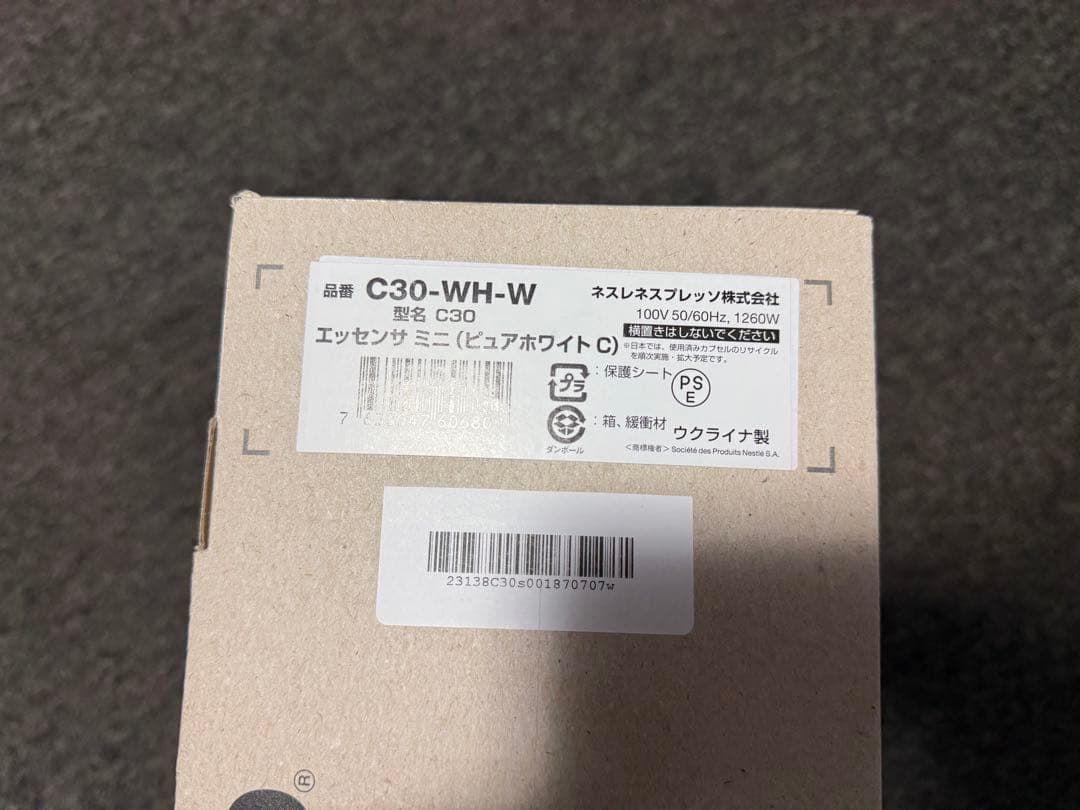 品番 C30-WH-W
型名 C30
エッセンサ ミニ (ピュアホワイト C)
ネスレネスプレッソ株式会社
100V 50/60Hz, 1260W
横置きはしないでください
※日本では、使用済みカプセルのリサイクル
を順次実施・拡大予定です。
プラ
:保護シート
PS
E
:箱、緩衝材
ダンボール
ウクライナ製
<商標権者> Société des Produits Nestlé S.A.
23138C30s001870707w
®